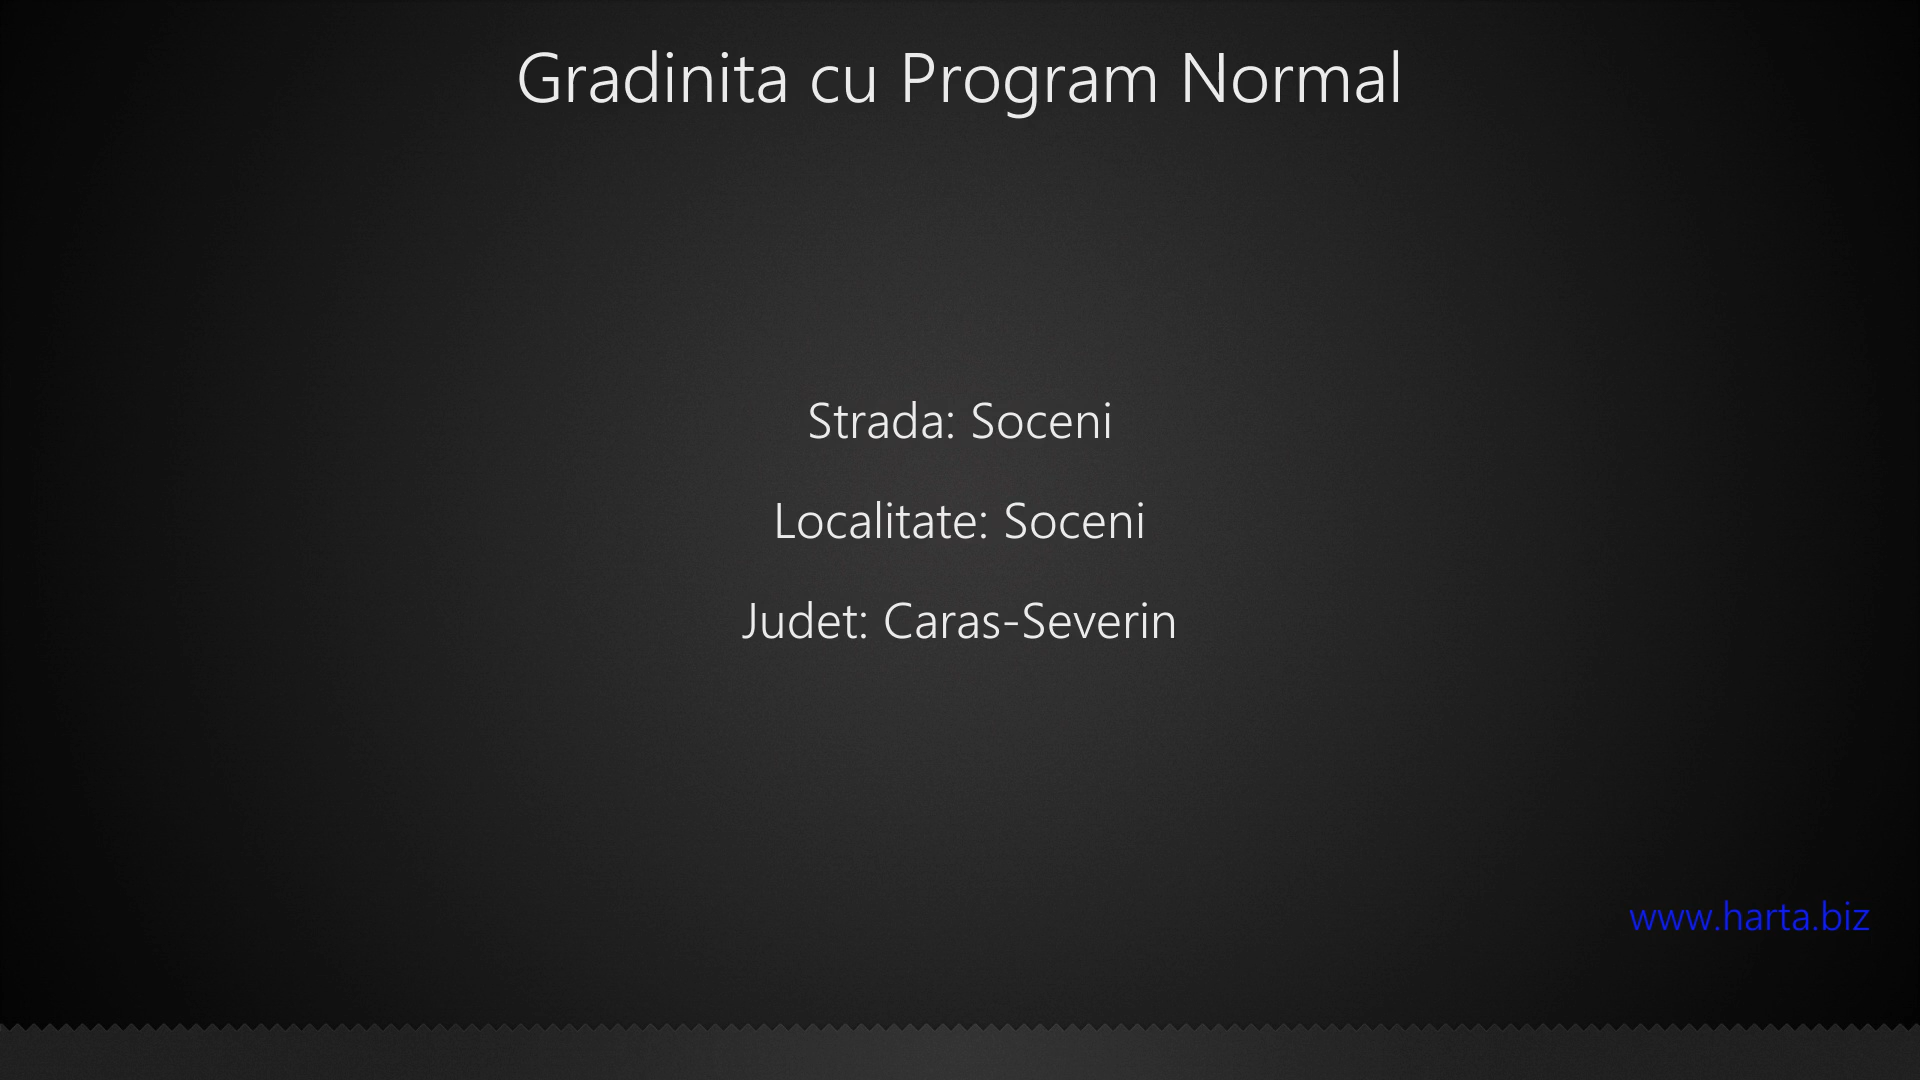 Gradinita cu Program Normal
Strada: Soceni
Localitate: Soceni
Judet: Caras-Severin
www.harta.biz